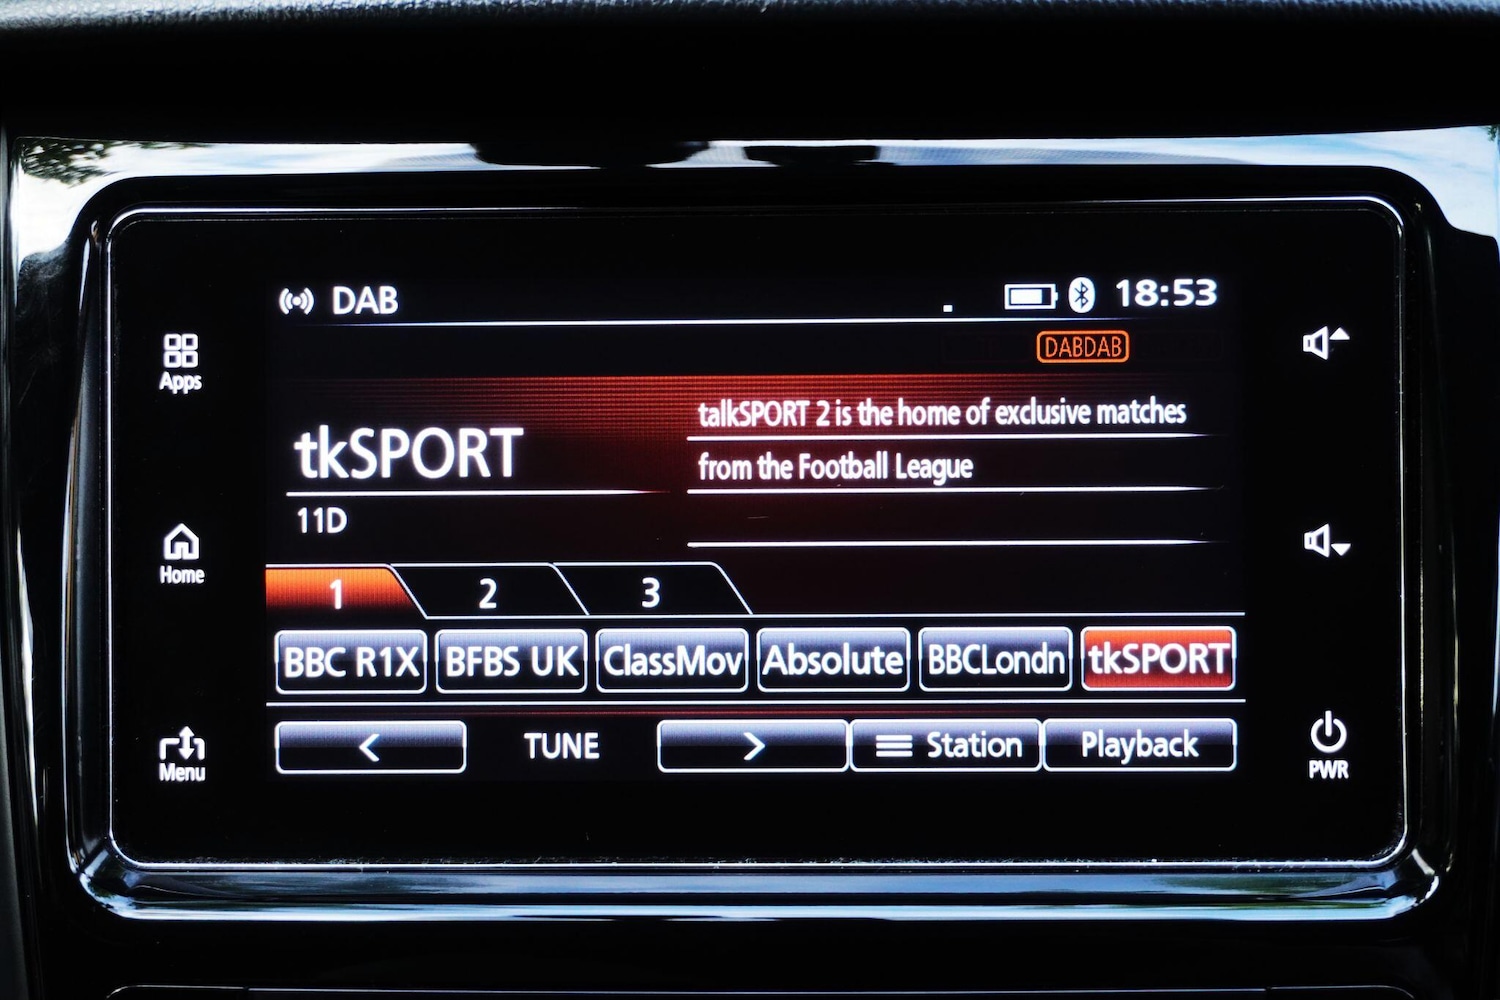 DAB
18:53
DABDAB
Apps
tkSPORT
talkSPORT 2 is the home of exclusive matches
from the Football League
11D
Home
1 2 3
BBC R1X BFBS UK ClassMov Absolute BBCLondn tkSPORT
< TUNE > Station Playback
Menu
PWR